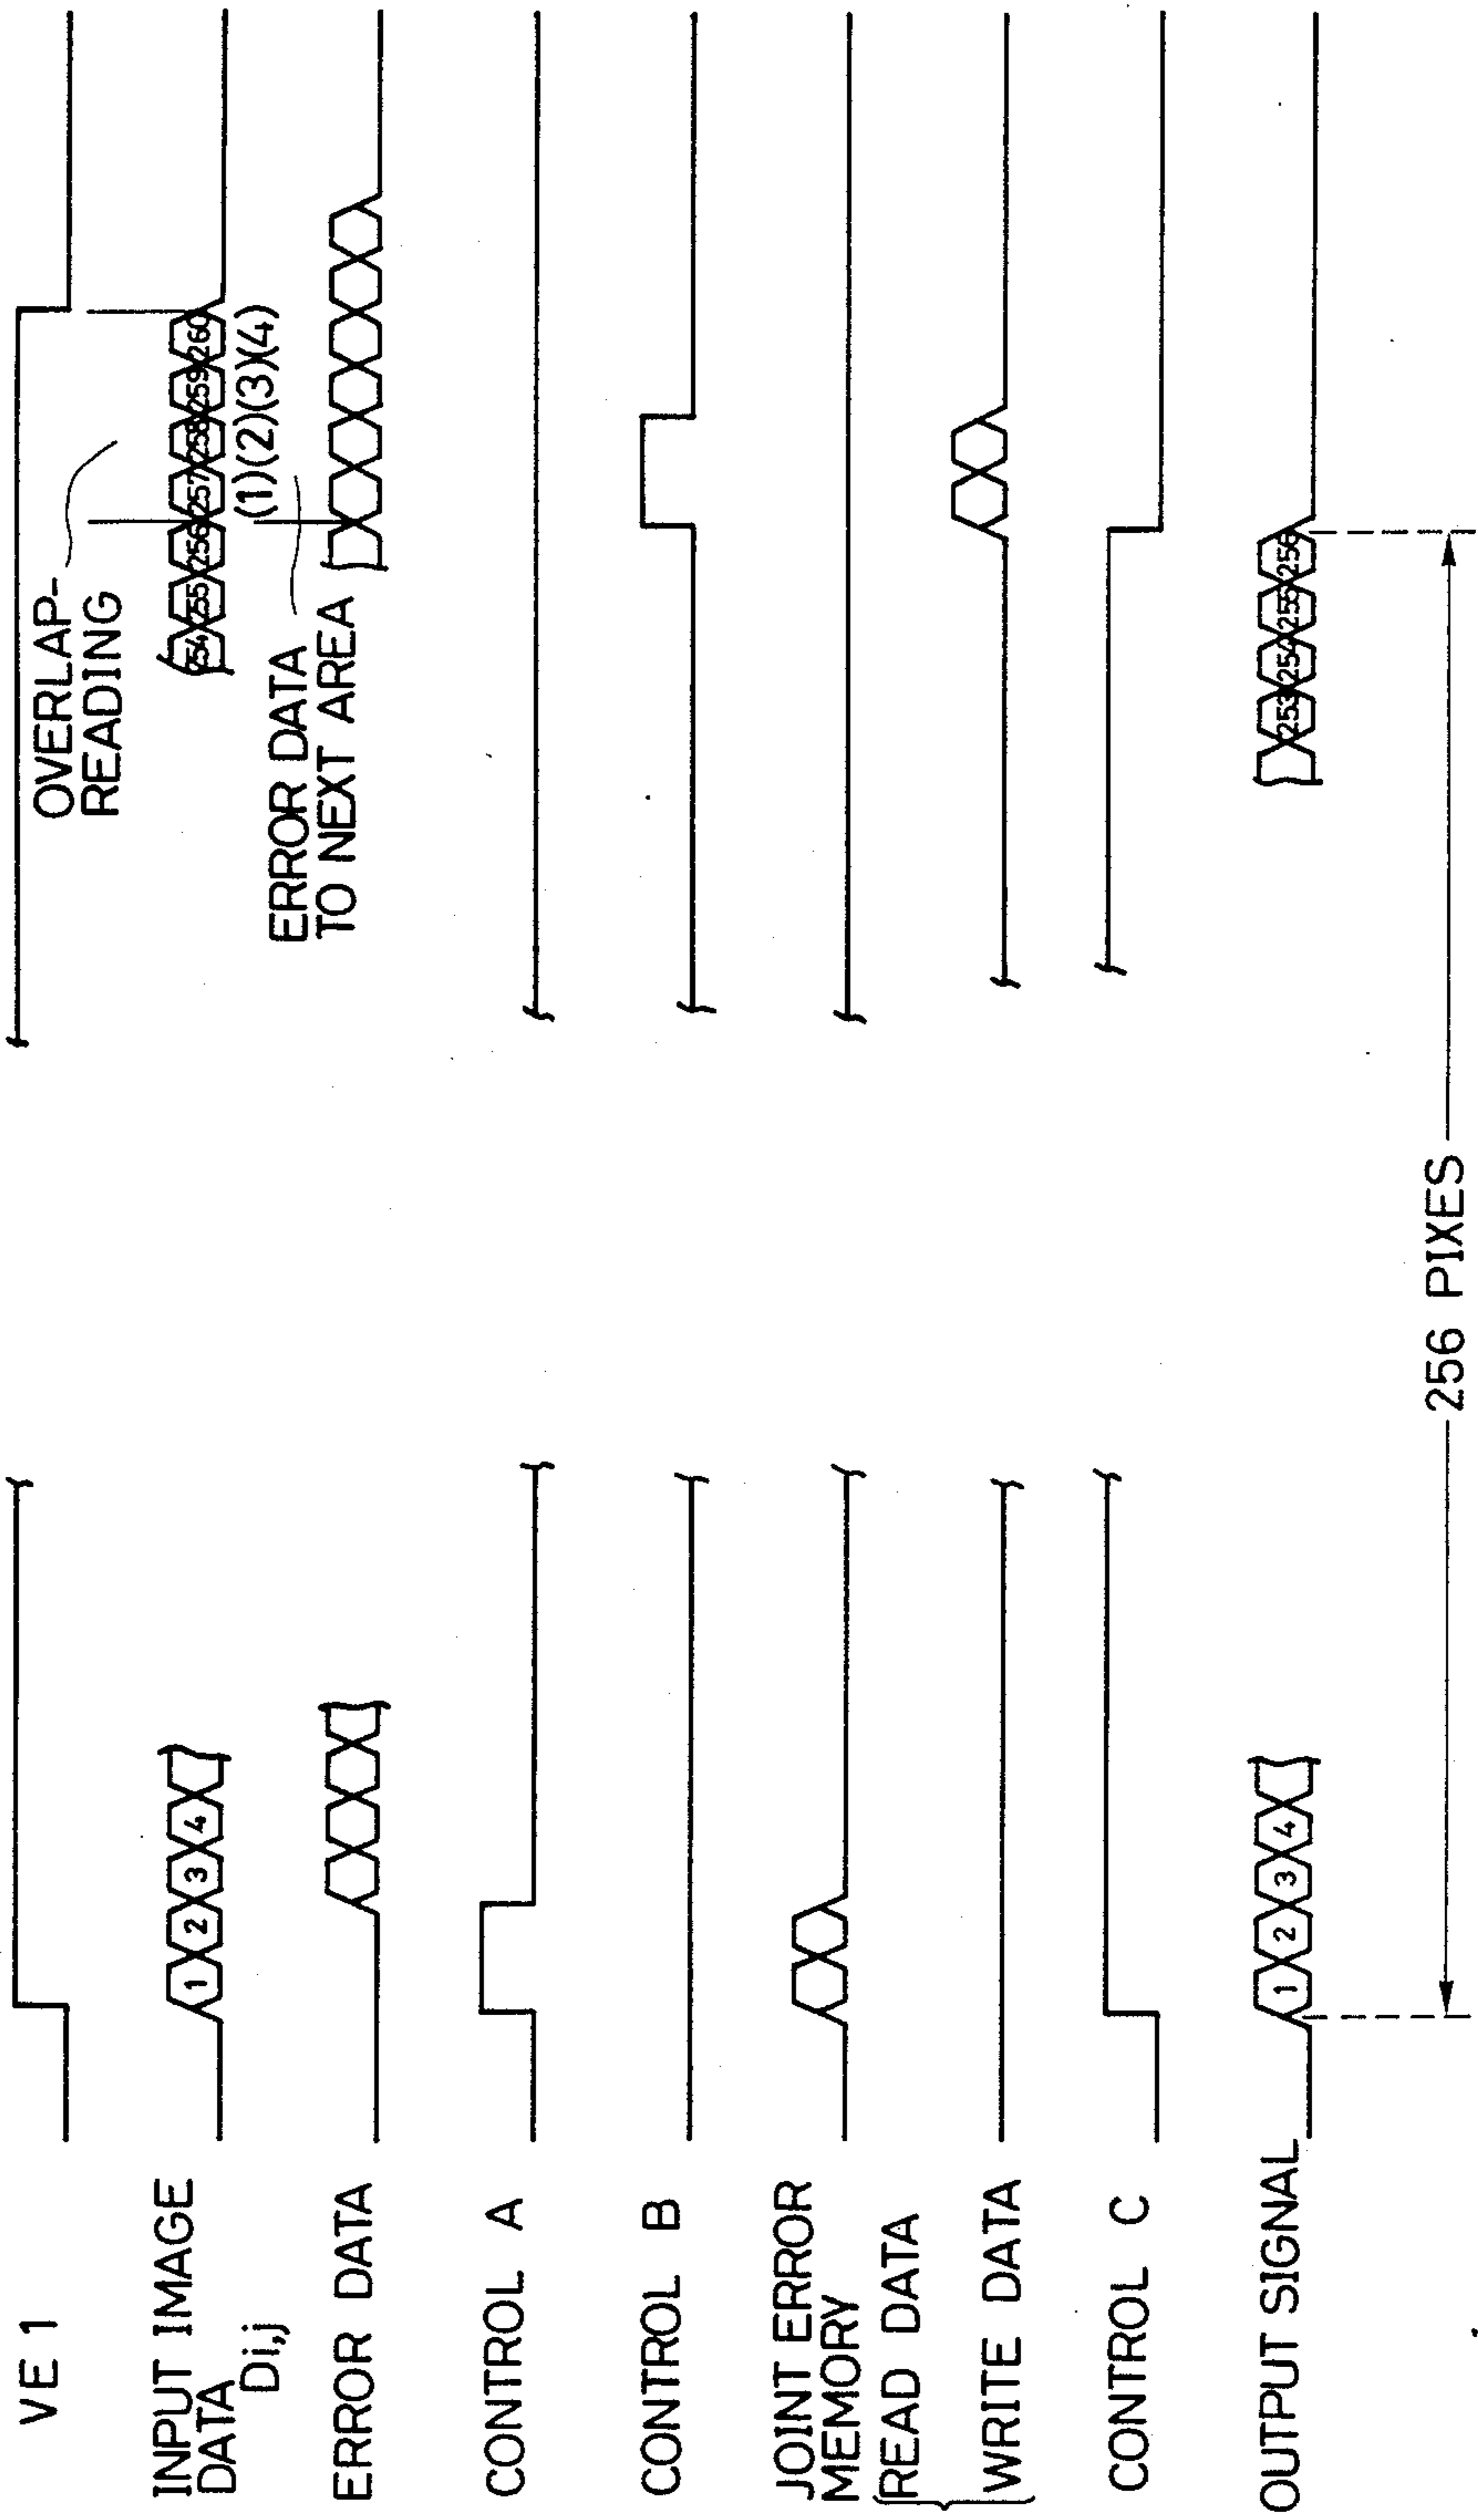 VE 1
OVERLAP-
READING
INPUT IMAGE
DATA
Di,j
1 2 3 4
254 255 256 257 258 259 260
(1)(2)(3)(4)
ERROR DATA
ERROR DATA
TO NEXT AREA
CONTROL A
CONTROL B
JOINT ERROR
MEMORY
READ DATA
WRITE DATA
CONTROL C
OUTPUT SIGNAL
1 2 3 4
253 254 255 256
256 PIXES